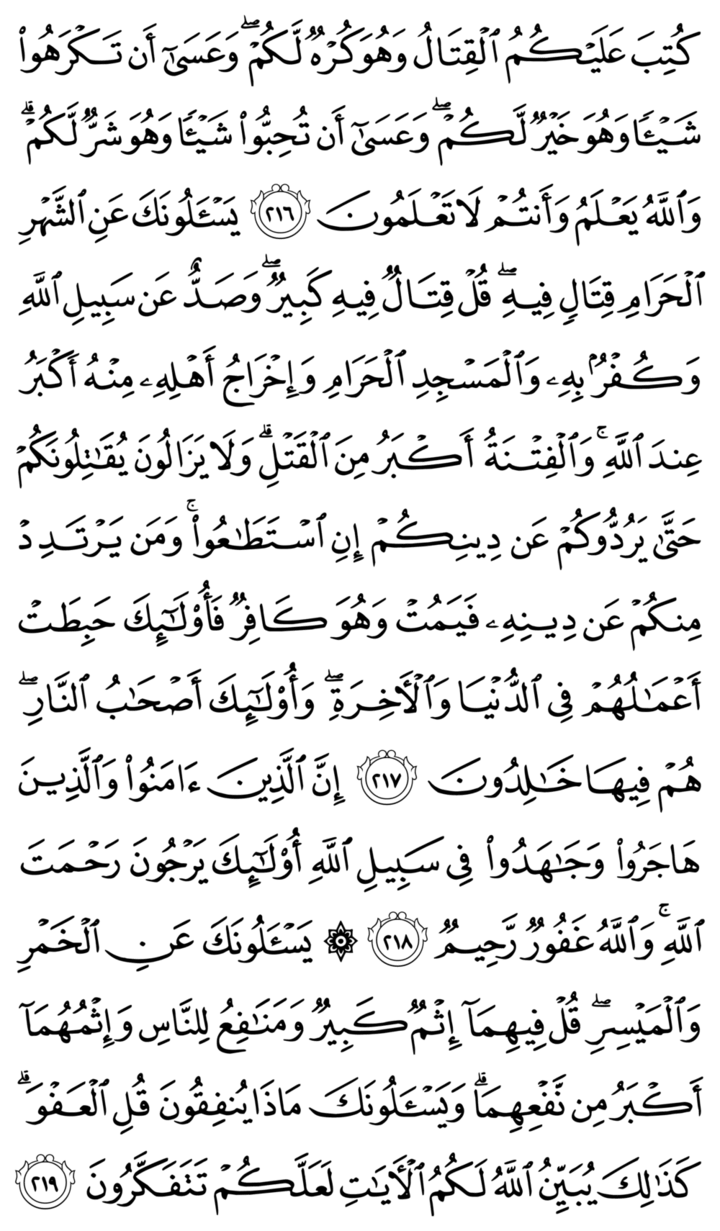 كُتِبَ عَلَيْكُمُ ٱلْقِتَالُ وَهُوَ كُرْهٌ لَّكُمْ ۖ وَعَسَىٰٓ أَن تَكْرَهُوا۟
شَيْـًٔا وَهُوَ خَيْرٌ لَّكُمْ ۖ وَعَسَىٰٓ أَن تُحِبُّوا۟ شَيْـًٔا وَهُوَ شَرٌّ لَّكُمْ ۗ
وَٱللَّهُ يَعْلَمُ وَأَنتُمْ لَا تَعْلَمُونَ ٢١٦ يَسْـَٔلُونَكَ عَنِ ٱلشَّهْرِ
ٱلْحَرَامِ قِتَالٍ فِيهِ ۖ قُلْ قِتَالٌ فِيهِ كَبِيرٌ ۖ وَصَدٌّ عَن سَبِيلِ ٱللَّهِ
وَكُفْرٌۢ بِهِۦ وَٱلْمَسْجِدِ ٱلْحَرَامِ وَإِخْرَاجُ أَهْلِهِۦ مِنْهُ أَكْبَرُ
عِندَ ٱللَّهِ ۚ وَٱلْفِتْنَةُ أَكْبَرُ مِنَ ٱلْقَتْلِ ۗ وَلَا يَزَالُونَ يُقَـٰتِلُونَكُمْ
حَتَّىٰ يَرُدُّوكُمْ عَن دِينِكُمْ إِنِ ٱسْتَطَـٰعُوا۟ ۚ وَمَن يَرْتَدِدْ
مِنكُمْ عَن دِينِهِۦ فَيَمُتْ وَهُوَ كَافِرٌ فَأُو۟لَـٰٓئِكَ حَبِطَتْ
أَعْمَـٰلُهُمْ فِى ٱلدُّنْيَا وَٱلْـَٔاخِرَةِ ۖ وَأُو۟لَـٰٓئِكَ أَصْحَـٰبُ ٱلنَّارِ ۖ
هُمْ فِيهَا خَـٰلِدُونَ ٢١٧ إِنَّ ٱلَّذِينَ ءَامَنُوا۟ وَٱلَّذِينَ
هَاجَرُوا۟ وَجَـٰهَدُوا۟ فِى سَبِيلِ ٱللَّهِ أُو۟لَـٰٓئِكَ يَرْجُونَ رَحْمَتَ
ٱللَّهِ ۚ وَٱللَّهُ غَفُورٌ رَّحِيمٌ ٢١٨ ۞ يَسْـَٔلُونَكَ عَنِ ٱلْخَمْرِ
وَٱلْمَيْسِرِ ۖ قُلْ فِيهِمَآ إِثْمٌ كَبِيرٌ وَمَنَـٰفِعُ لِلنَّاسِ وَإِثْمُهُمَآ
أَكْبَرُ مِن نَّفْعِهِمَا ۗ وَيَسْـَٔلُونَكَ مَاذَا يُنفِقُونَ قُلِ ٱلْعَفْوَ ۗ
كَذَٰلِكَ يُبَيِّنُ ٱللَّهُ لَكُمُ ٱلْـَٔايَـٰتِ لَعَلَّكُمْ تَتَفَكَّرُونَ ٢١٩